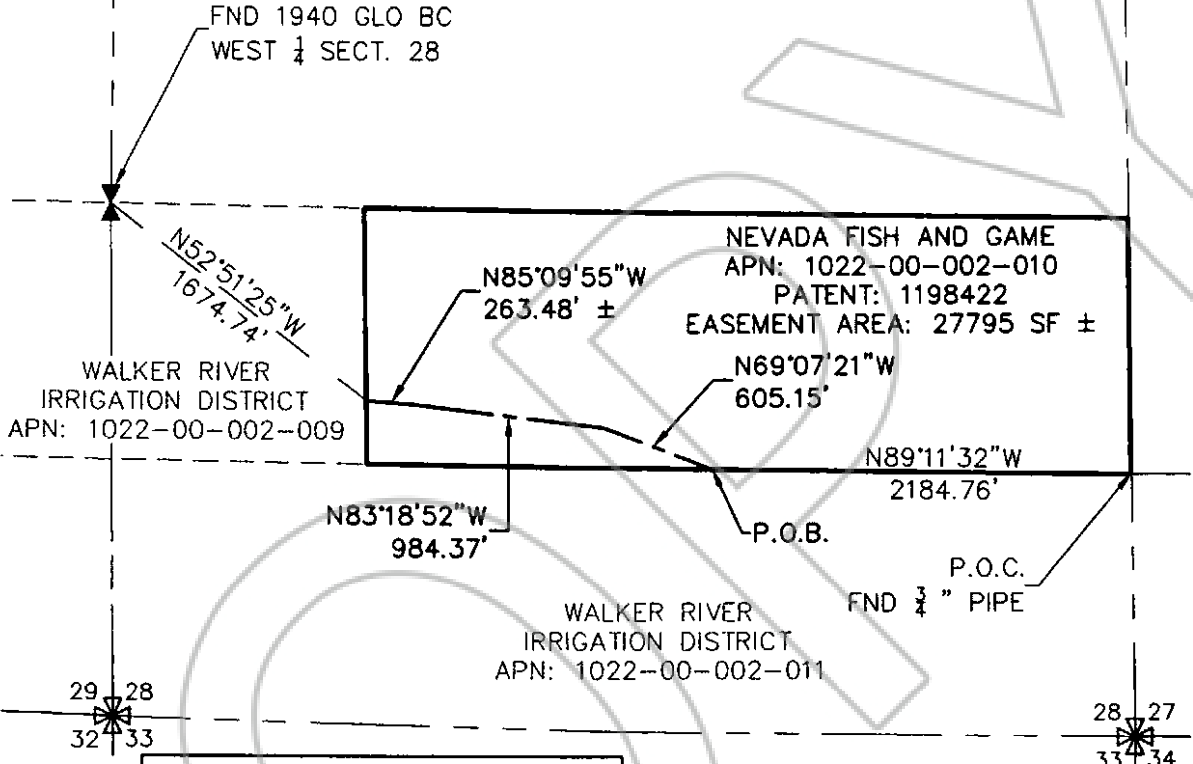 FND 1940 GLO BC
WEST 1/4 SECT. 28
N52°51'25"W
1674.74'
NEVADA FISH AND GAME
APN: 1022-00-002-010
PATENT: 1198422
EASEMENT AREA: 27795 SF ±
N85°09'55"W
263.48' ±
N69°07'21"W
605.15'
WALKER RIVER
IRRIGATION DISTRICT
APN: 1022-00-002-009
N89°11'32"W
2184.76'
N83°18'52"W
984.37'
P.O.B.
P.O.C.
FND 3/4 " PIPE
WALKER RIVER
IRRIGATION DISTRICT
APN: 1022-00-002-011
29 28
32 33
28 27
33 34